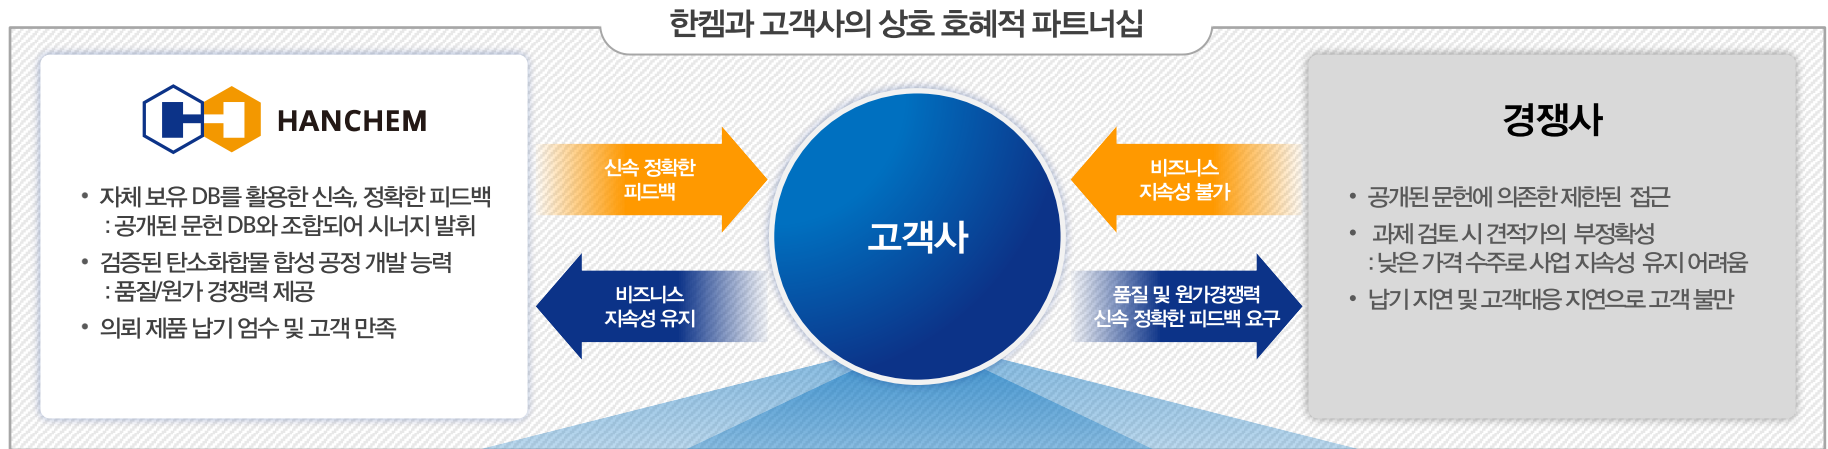 한켐과 고객사의 상호 호혜적 파트너십
HANCHEM
• 자체 보유 DB를 활용한 신속, 정확한 피드백
: 공개된 문헌 DB와 조합되어 시너지 발휘
• 검증된 탄소화합물 합성 공정 개발 능력
: 품질/원가 경쟁력 제공
• 의뢰 제품 납기 엄수 및 고객 만족
신속 정확한
피드백
비즈니스
지속성 유지
고객사
비즈니스
지속성 불가
품질 및 원가경쟁력
신속 정확한 피드백 요구
경쟁사
• 공개된 문헌에 의존한 제한된 접근
• 과제 검토 시 견적가의 부정확성
: 낮은 가격 수주로 사업 지속성 유지 어려움
• 납기 지연 및 고객대응 지연으로 고객 불만